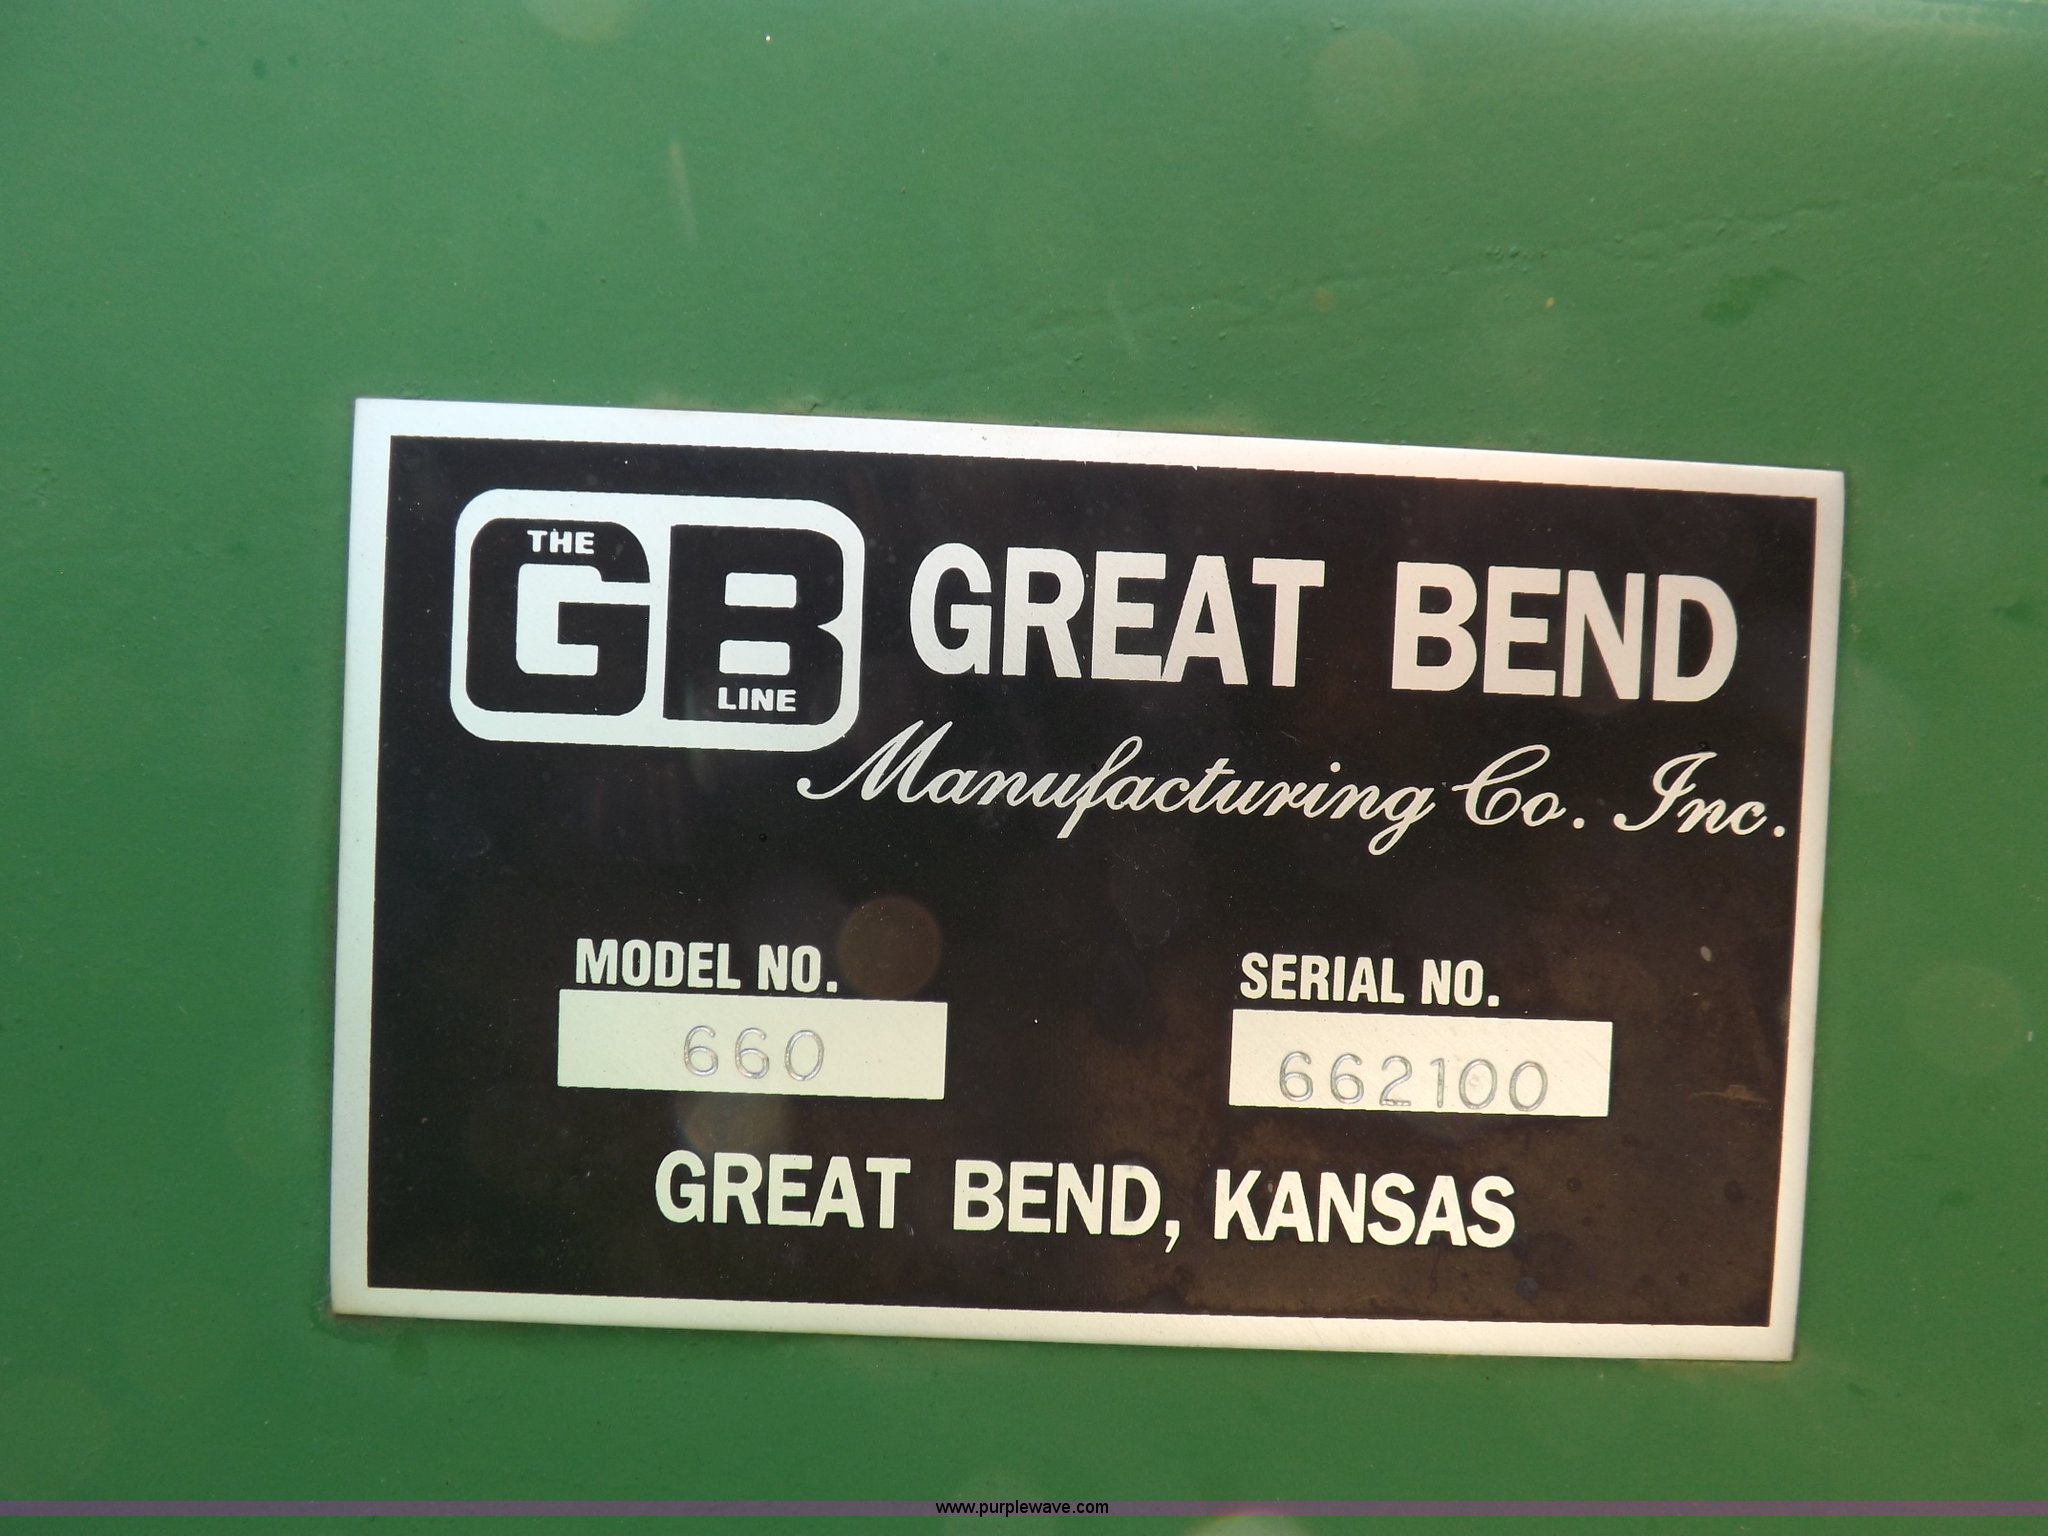 THE
GB
LINE
GREAT BEND
Manufacturing Co. Inc.
MODEL NO.
660
SERIAL NO.
662100
GREAT BEND, KANSAS
www.purplewave.com